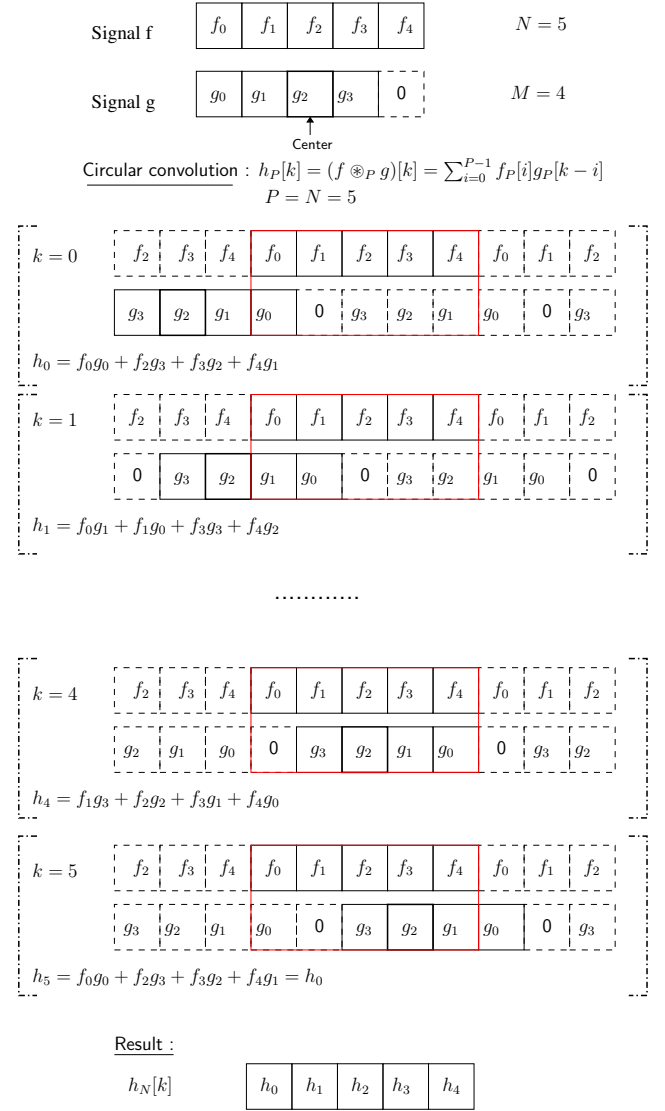 Signal f f₀ f₁ f₂ f₃ f₄ N = 5
Signal g g₀ g₁ g₂ g₃ 0 M = 4
Center
Circular convolution : h_P[k] = (f ⊛_P g)[k] = ∑_{i=0}^{P−1} f_P[i]g_P[k − i]
P = N = 5
k = 0 f₂ f₃ f₄ f₀ f₁ f₂ f₃ f₄ f₀ f₁ f₂
g₃ g₂ g₁ g₀ 0 g₃ g₂ g₁ g₀ 0 g₃
h₀ = f₀g₀ + f₂g₃ + f₃g₂ + f₄g₁
k = 1 f₂ f₃ f₄ f₀ f₁ f₂ f₃ f₄ f₀ f₁ f₂
0 g₃ g₂ g₁ g₀ 0 g₃ g₂ g₁ g₀ 0
h₁ = f₀g₁ + f₁g₀ + f₃g₃ + f₄g₂
............
k = 4 f₂ f₃ f₄ f₀ f₁ f₂ f₃ f₄ f₀ f₁ f₂
g₂ g₁ g₀ 0 g₃ g₂ g₁ g₀ 0 g₃ g₂
h₄ = f₁g₃ + f₂g₂ + f₃g₁ + f₄g₀
k = 5 f₂ f₃ f₄ f₀ f₁ f₂ f₃ f₄ f₀ f₁ f₂
g₃ g₂ g₁ g₀ 0 g₃ g₂ g₁ g₀ 0 g₃
h₅ = f₀g₀ + f₂g₃ + f₃g₂ + f₄g₁ = h₀
Result :
h_N[k] h₀ h₁ h₂ h₃ h₄